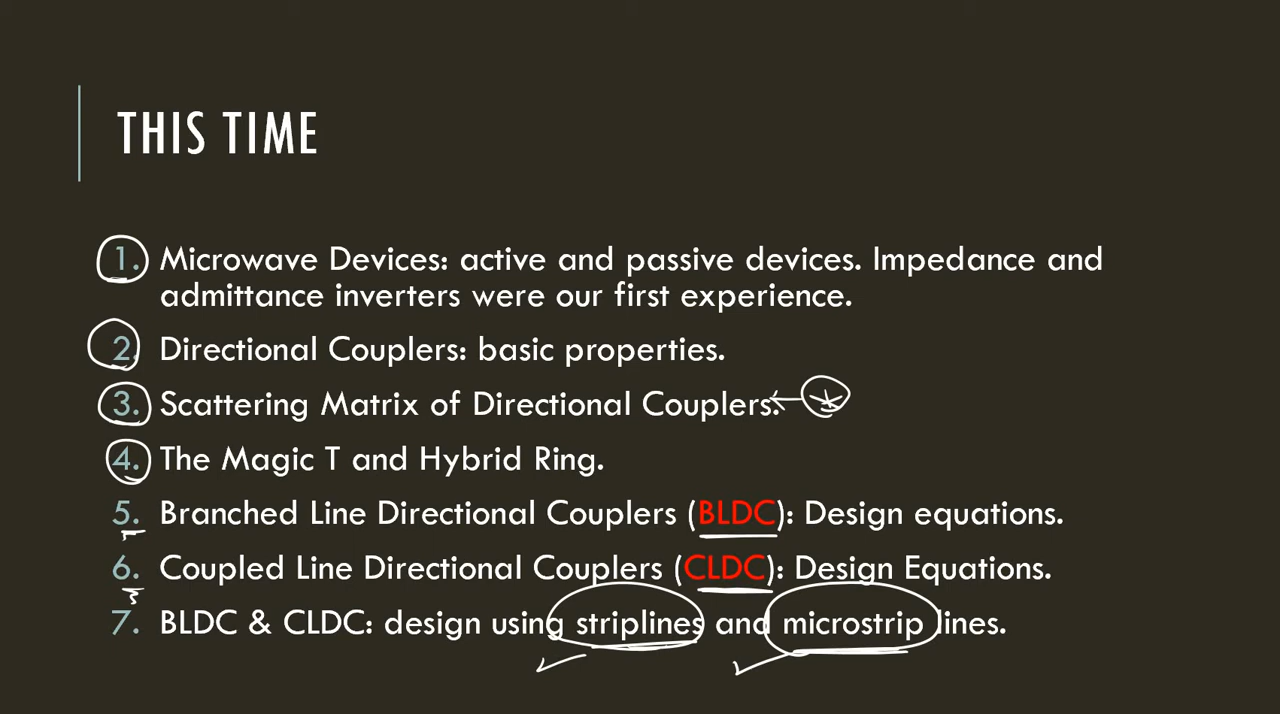 THIS TIME
1. Microwave Devices: active and passive devices. Impedance and
admittance inverters were our first experience.
2. Directional Couplers: basic properties.
3. Scattering Matrix of Directional Couplers.
4. The Magic T and Hybrid Ring.
5. Branched Line Directional Couplers (BLDC): Design equations.
6. Coupled Line Directional Couplers (CLDC): Design Equations.
7. BLDC & CLDC: design using striplines and microstrip lines.